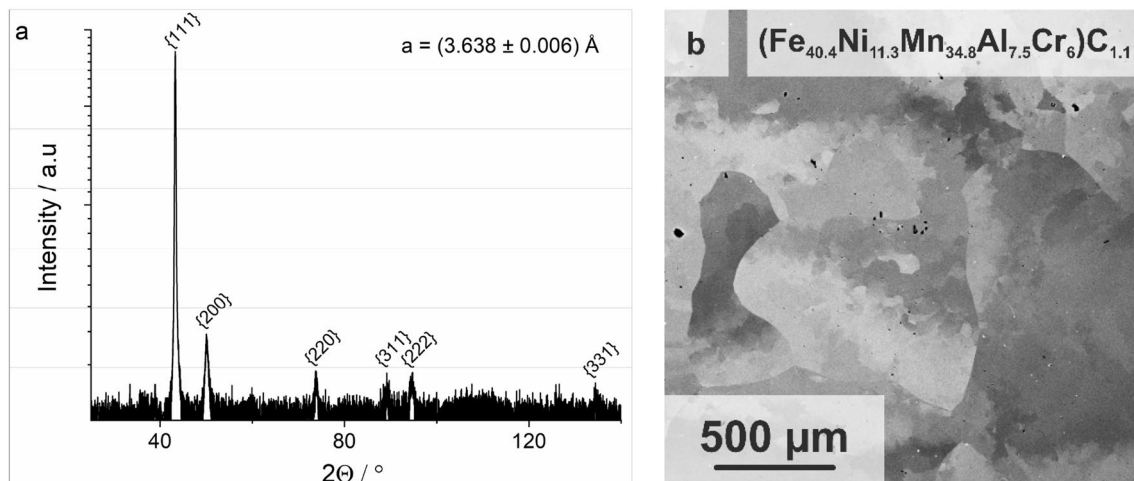 a
a = (3.638 ± 0.006) Å
{111}
{200}
{220}
{311}
{222}
{331}
Intensity / a.u
40
80
120
2Θ / °
b
(Fe40.4Ni11.3Mn34.8Al7.5Cr6)C1.1
500 µm